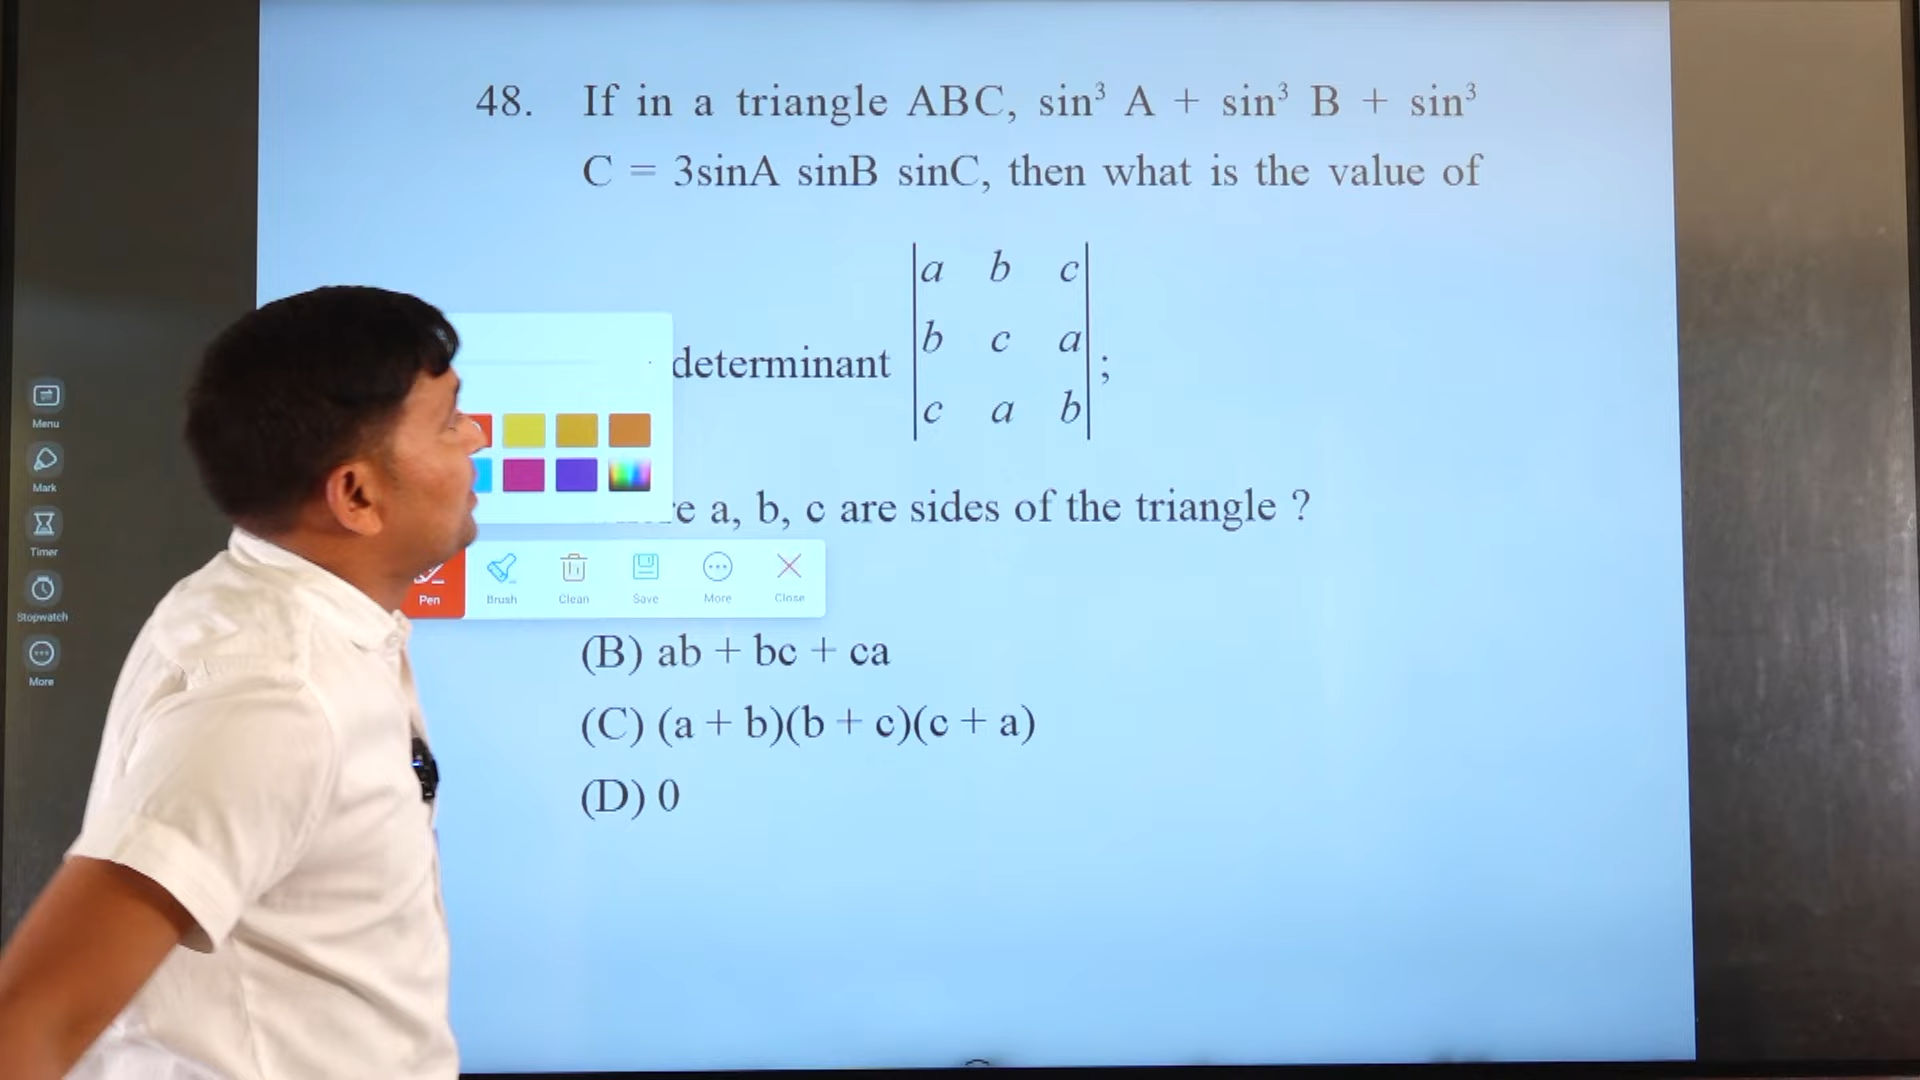 48. If in a triangle ABC, sin³ A + sin³ B + sin³
C = 3sinA sinB sinC, then what is the value of
determinant
|a b c|
|b c a|
|c a b| ;
a, b, c are sides of the triangle ?
(B) ab + bc + ca
(C) (a + b)(b + c)(c + a)
(D) 0
Menu
Mark
Timer
Stopwatch
More
Pen
Brush
Clean
Save
More
Close